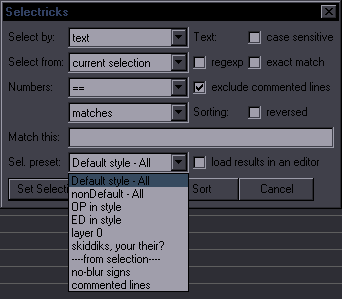 Selectricks
Select by: text Text: case sensitive
Select from: current selection regexp exact match
Numbers: == exclude commented lines
matches Sorting: reversed
Match this:
Sel. preset: Default style - All load results in an editor
Set Selecti Sort Cancel
Default style - All
nonDefault - All
OP in style
ED in style
layer 0
skiddiks, your their?
----from selection----
no-blur signs
commented lines